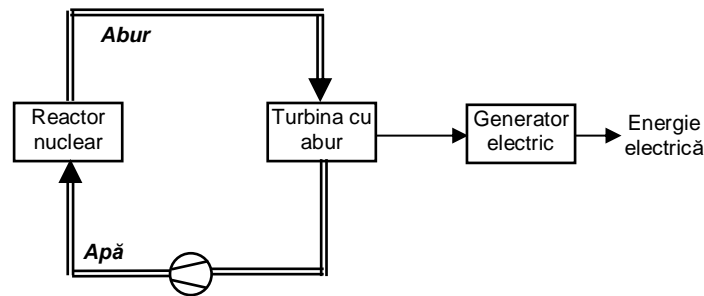 Abur
Reactor
nuclear
Turbina cu
abur
Generator
electric
Energie
electrică
Apă